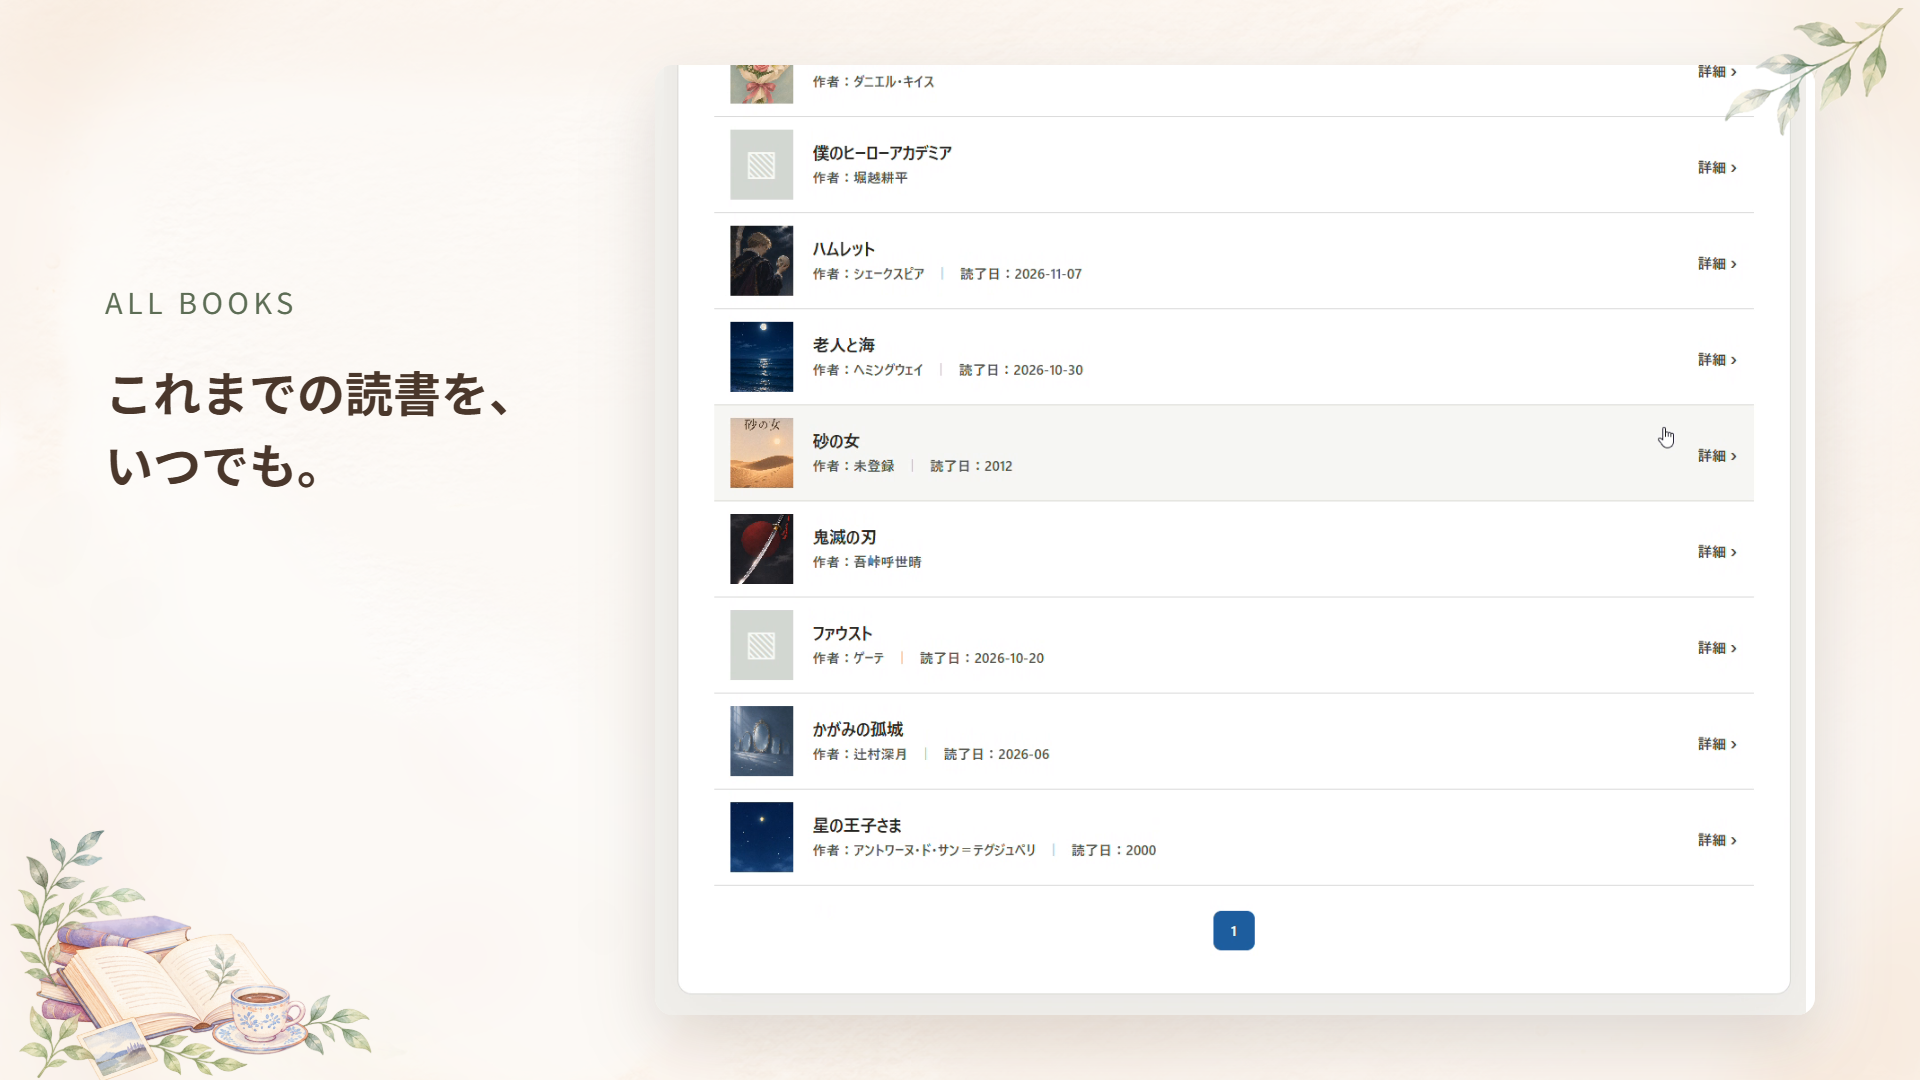 ALL BOOKS
これまでの読書を、
いつでも。
作者：ダニエル・キイス
詳細 ›
僕のヒーローアカデミア
作者：堀越耕平
詳細 ›
ハムレット
作者：シェークスピア | 読了日：2026-11-07
詳細 ›
老人と海
作者：ヘミングウェイ | 読了日：2026-10-30
詳細 ›
砂の女
砂の女
作者：未登録 | 読了日：2012
詳細 ›
鬼滅の刃
作者：吾峠呼世晴
詳細 ›
ファウスト
作者：ゲーテ | 読了日：2026-10-20
詳細 ›
かがみの孤城
作者：辻村深月 | 読了日：2026-06
詳細 ›
星の王子さま
作者：アントワーヌ・ド・サン＝テグジュペリ | 読了日：2000
詳細 ›
1